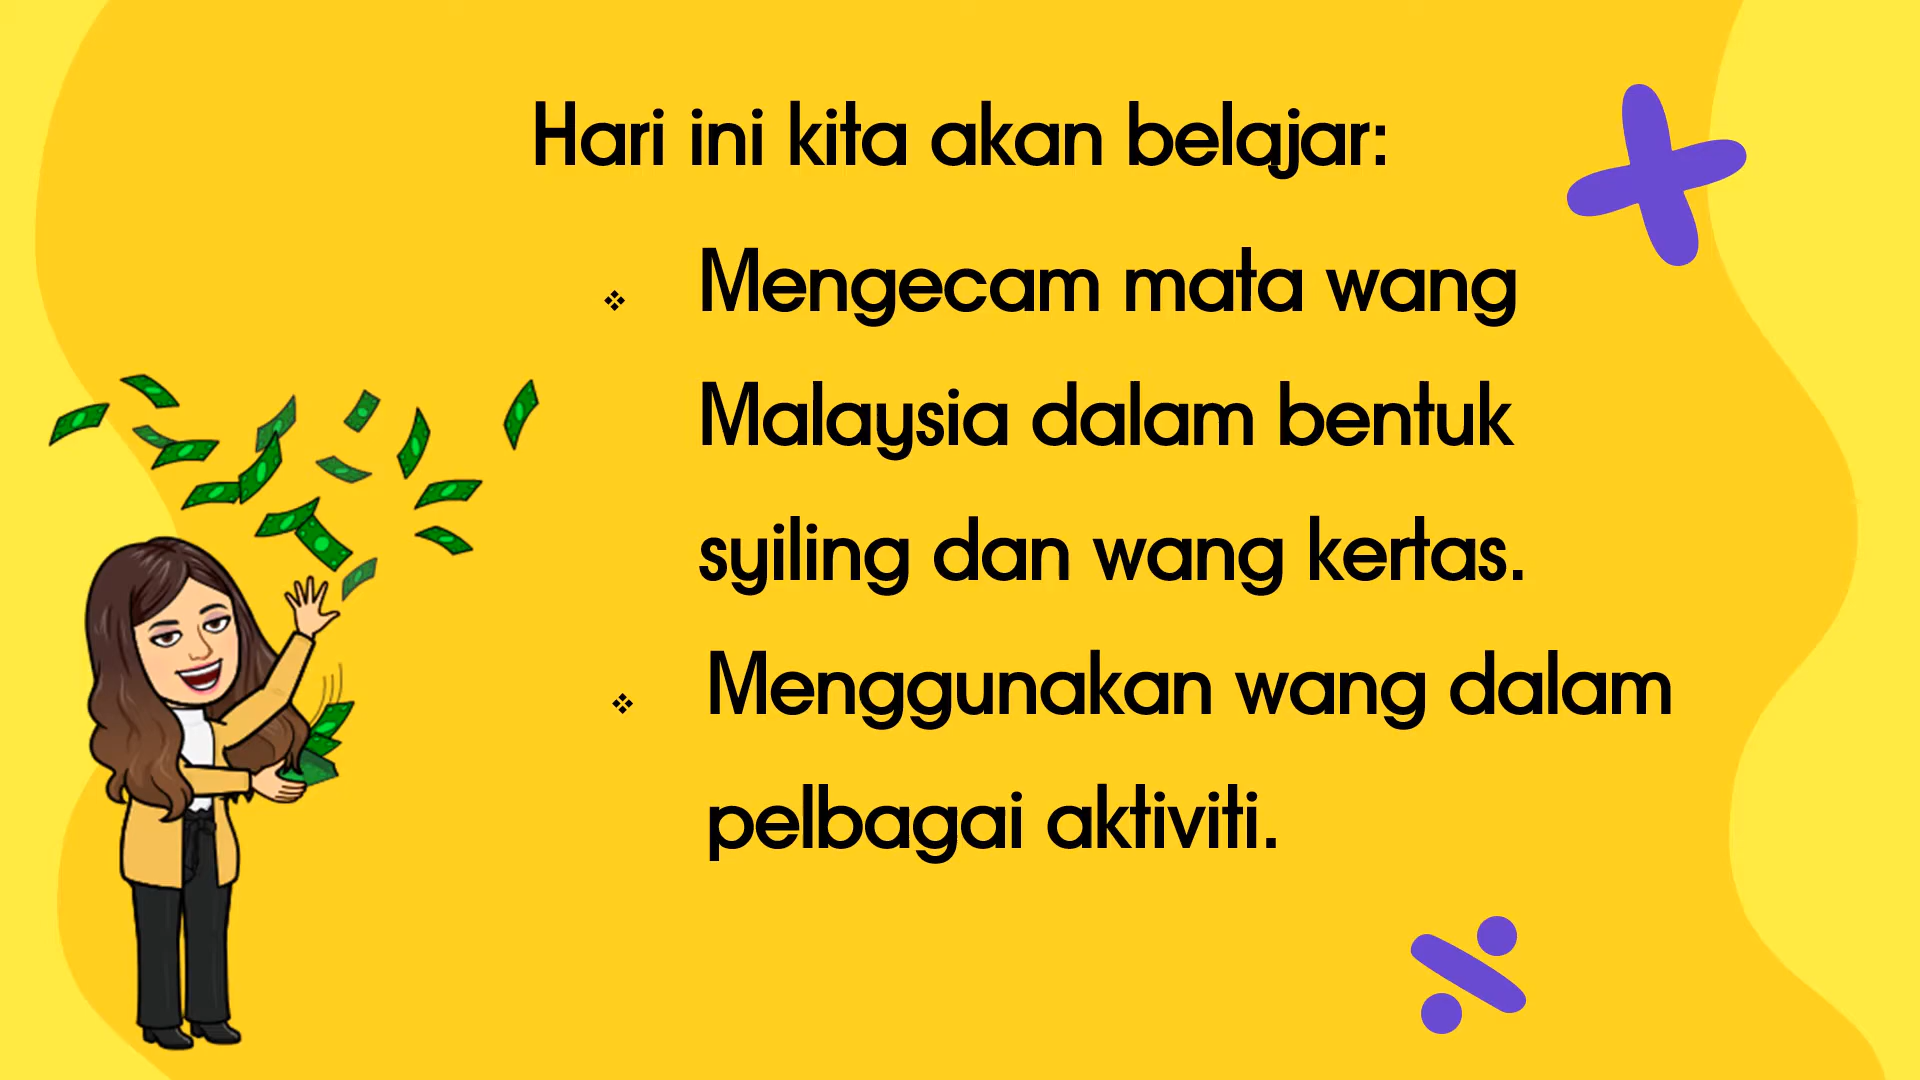 Hari ini kita akan belajar:
❖ Mengecam mata wang
Malaysia dalam bentuk
syiling dan wang kertas.
❖ Menggunakan wang dalam
pelbagai aktiviti.